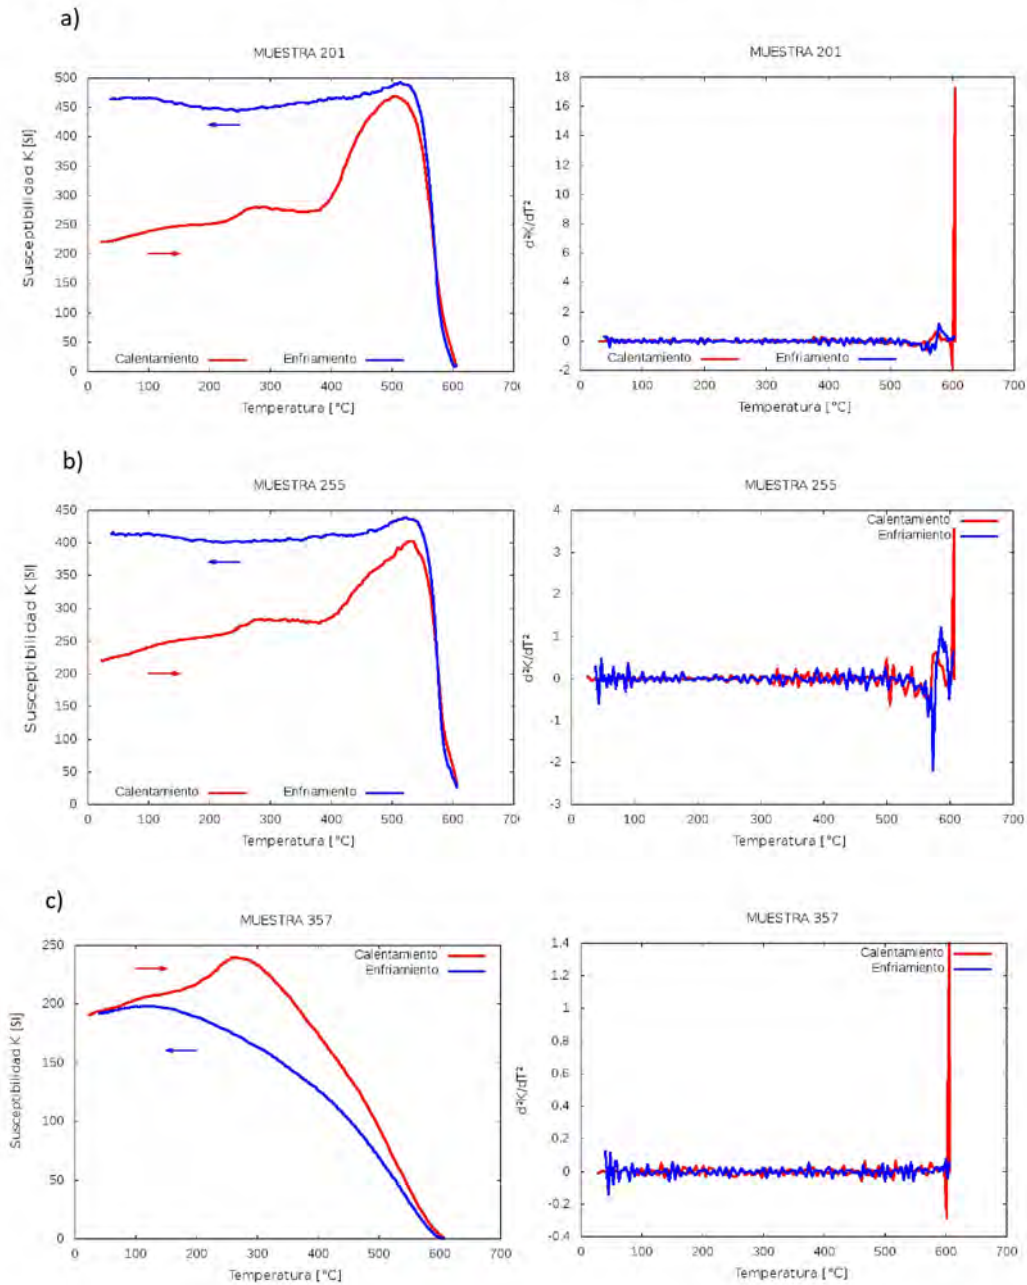 a)
MUESTRA 201
500
450
400
350
300
250
200
150
100
50
0
Susceptibilidad K [SI]
Calentamiento
Enfriamiento
0 100 200 300 400 500 600 700
Temperatura [°C]
MUESTRA 201
18
16
14
12
10
8
6
4
2
0
-2
d²K/dT²
Calentamiento
Enfriamiento
0 100 200 300 400 500 600 700
Temperatura [°C]
b)
MUESTRA 255
450
400
350
300
250
200
150
100
50
0
Susceptibilidad K [SI]
Calentamiento
Enfriamiento
0 100 200 300 400 500 600 70
Temperatura [°C]
MUESTRA 255
4
3
2
1
0
-1
-2
-3
d²K/dT²
Calentamiento
Enfriamiento
0 100 200 300 400 500 600 700
Temperatura [°C]
c)
MUESTRA 357
250
200
150
100
50
0
Susceptibilidad K [SI]
Calentamiento
Enfriamiento
0 100 200 300 400 500 600 700
Temperatura [°C]
MUESTRA 357
1.4
1.2
1
0.8
0.6
0.4
0.2
0
-0.2
-0.4
d²K/dT²
Calentamiento
Enfriamiento
0 100 200 300 400 500 600 700
Temperatura [°C]